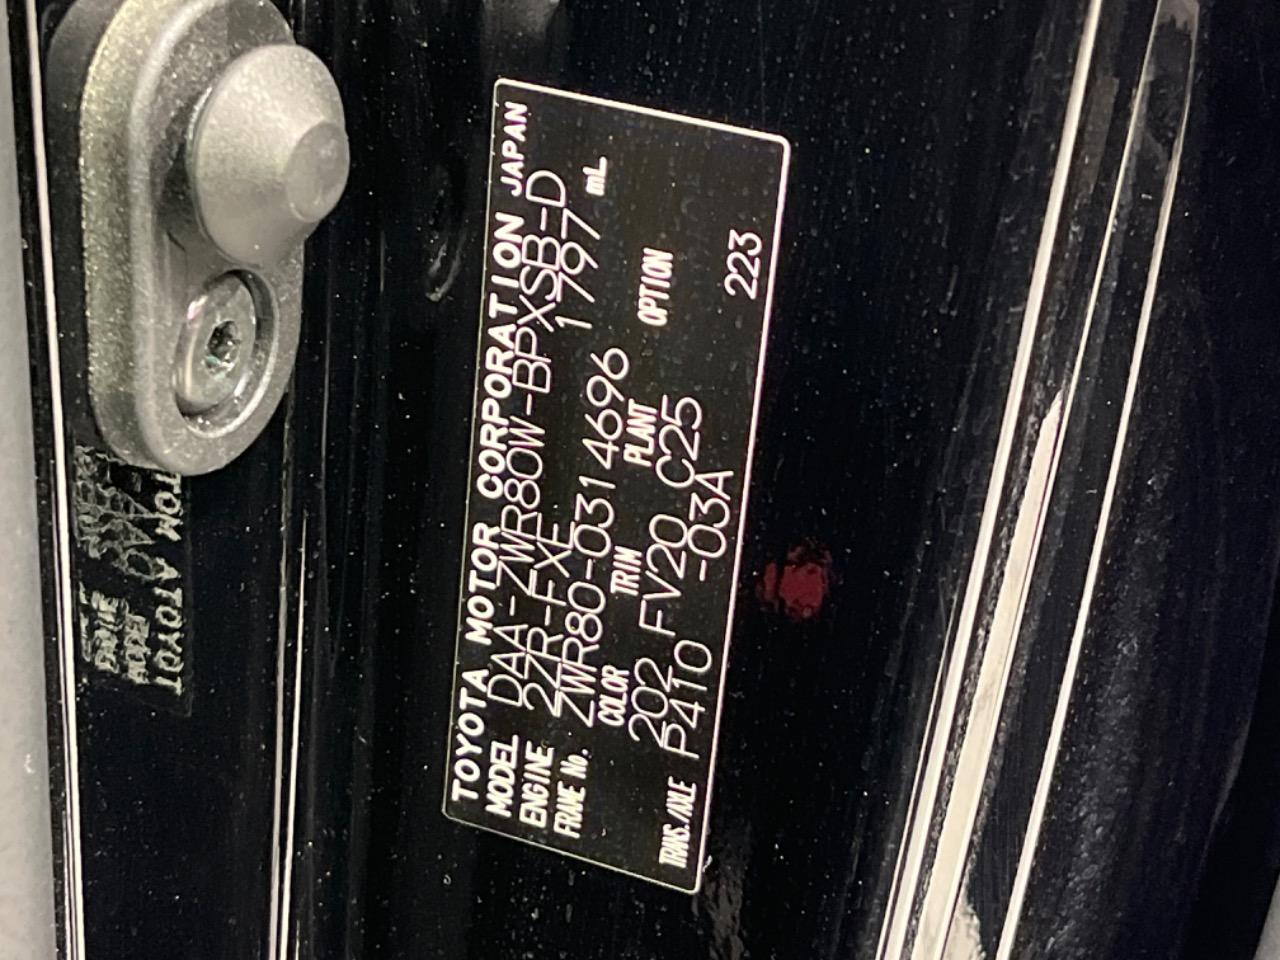 TOYOTA MOTOR CORPORATION JAPAN
MODEL DAA-ZWR80W-BPXSB-D
ENGINE 2ZR-FXE 1797 mL
FRAME No. ZWR80-0314696
COLOR TRIM PLANT OPTION
202 FV20 C25
TRANS./AXLE P410 -03A 223